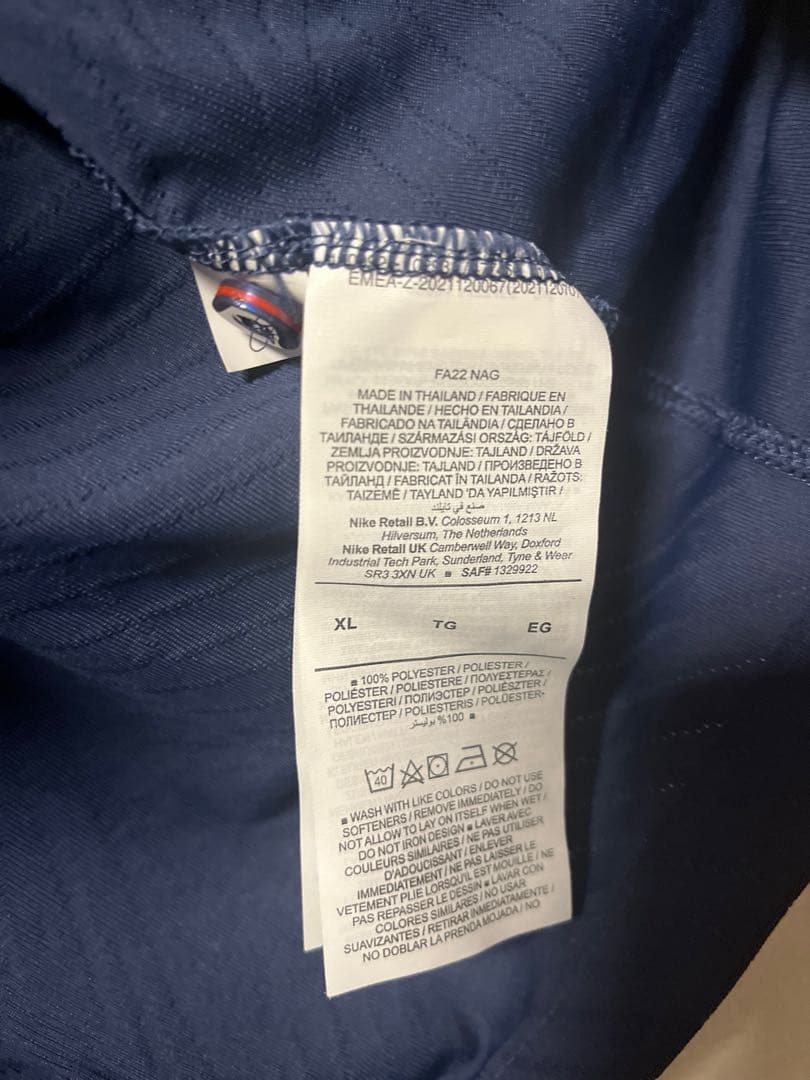 EMEA-Z-2021120067(20211201
FA22 NAG
MADE IN THAILAND / FABRIQUE EN
THAILANDE / HECHO EN TAILANDIA /
FABRICADO NA TAILÂNDIA / СДЕЛАНО В
ТАИЛАНДЕ / SZÁRMAZÁSI ORSZÁG: TÁJFÖLD /
ZEMLJA PROIZVODNJE: TAJLAND / DRŽAVA
PROIZVODNJE: TAJLAND / ПРОИЗВЕДЕНО В
ТАЙЛАНД / FABRICAT ÎN TAILANDA / RAŽOTS:
TAIZEMĒ / TAYLAND 'DA YAPILMIŞTIR /
صنع في تايلند
Nike Retail B.V. Colosseum 1, 1213 NL
Hilversum, The Netherlands
Nike Retail UK Camberwell Way, Doxford
Industrial Tech Park, Sunderland, Tyne & Wear
SR3 3XN UK ■ SAF# 1329922
XL TG EG
■ 100% POLYESTER / POLIESTER /
POLIÉSTER / POLIESTERE / ΠΟΛΥΕΣΤΕΡΑΣ /
POLYESTERI / ПОЛИЭСТЕР / POLIÉSZTER /
ПОЛИЕСТЕР / POLIESTERIS / POLÜESTER
100% بوليستر ■
40
■ WASH WITH LIKE COLORS / DO NOT USE
SOFTENERS / REMOVE IMMEDIATELY / DO
NOT ALLOW TO LAY ON ITSELF WHEN WET /
DO NOT IRON DESIGN ■ LAVER AVEC
COULEURS SIMILAIRES / NE PAS UTILISER
D'ADOUCISSANT / ENLEVER
IMMEDIATEMENT / NE PAS LAISSER LE
VETEMENT PLIE LORSQU'IL EST MOUILLE / NE
PAS REPASSER LE DESSIN ■ LAVAR CON
COLORES SIMILARES / NO USAR
SUAVIZANTES / RETIRAR INMEDIATAMENTE /
NO DOBLAR LA PRENDA MOJADA / NO